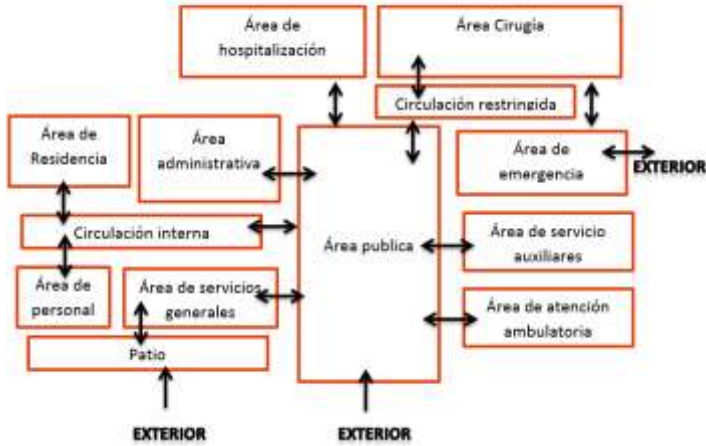 Área de
hospitalización
Área Cirugía
Circulación restringida
Área de
Residencia
Área
administrativa
Área de
emergencia
EXTERIOR
Circulación interna
Área publica
Área de servicio
auxiliares
Área de
personal
Área de servicios
generales
Área de atención
ambulatoria
Patio
EXTERIOR
EXTERIOR